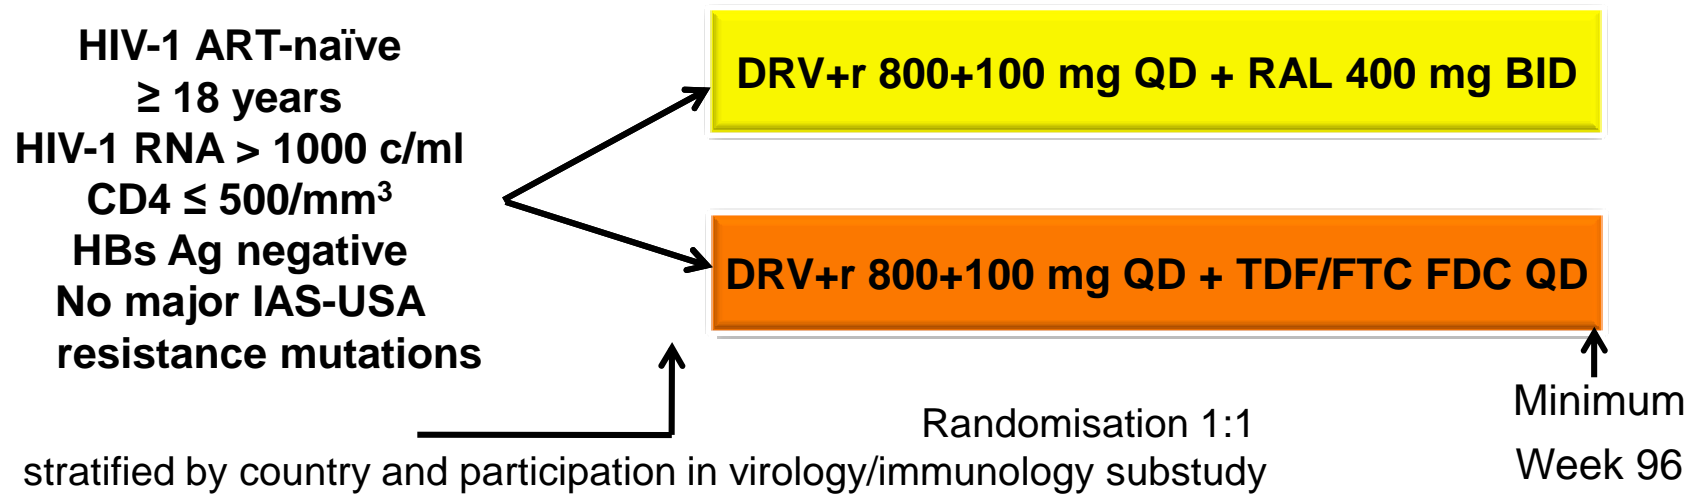 HIV-1 ART-naïve
≥ 18 years
HIV-1 RNA > 1000 c/ml
CD4 ≤ 500/mm³
HBs Ag negative
No major IAS-USA
resistance mutations
DRV+r 800+100 mg QD + RAL 400 mg BID
DRV+r 800+100 mg QD + TDF/FTC FDC QD
Randomisation 1:1
stratified by country and participation in virology/immunology substudy
Minimum
Week 96